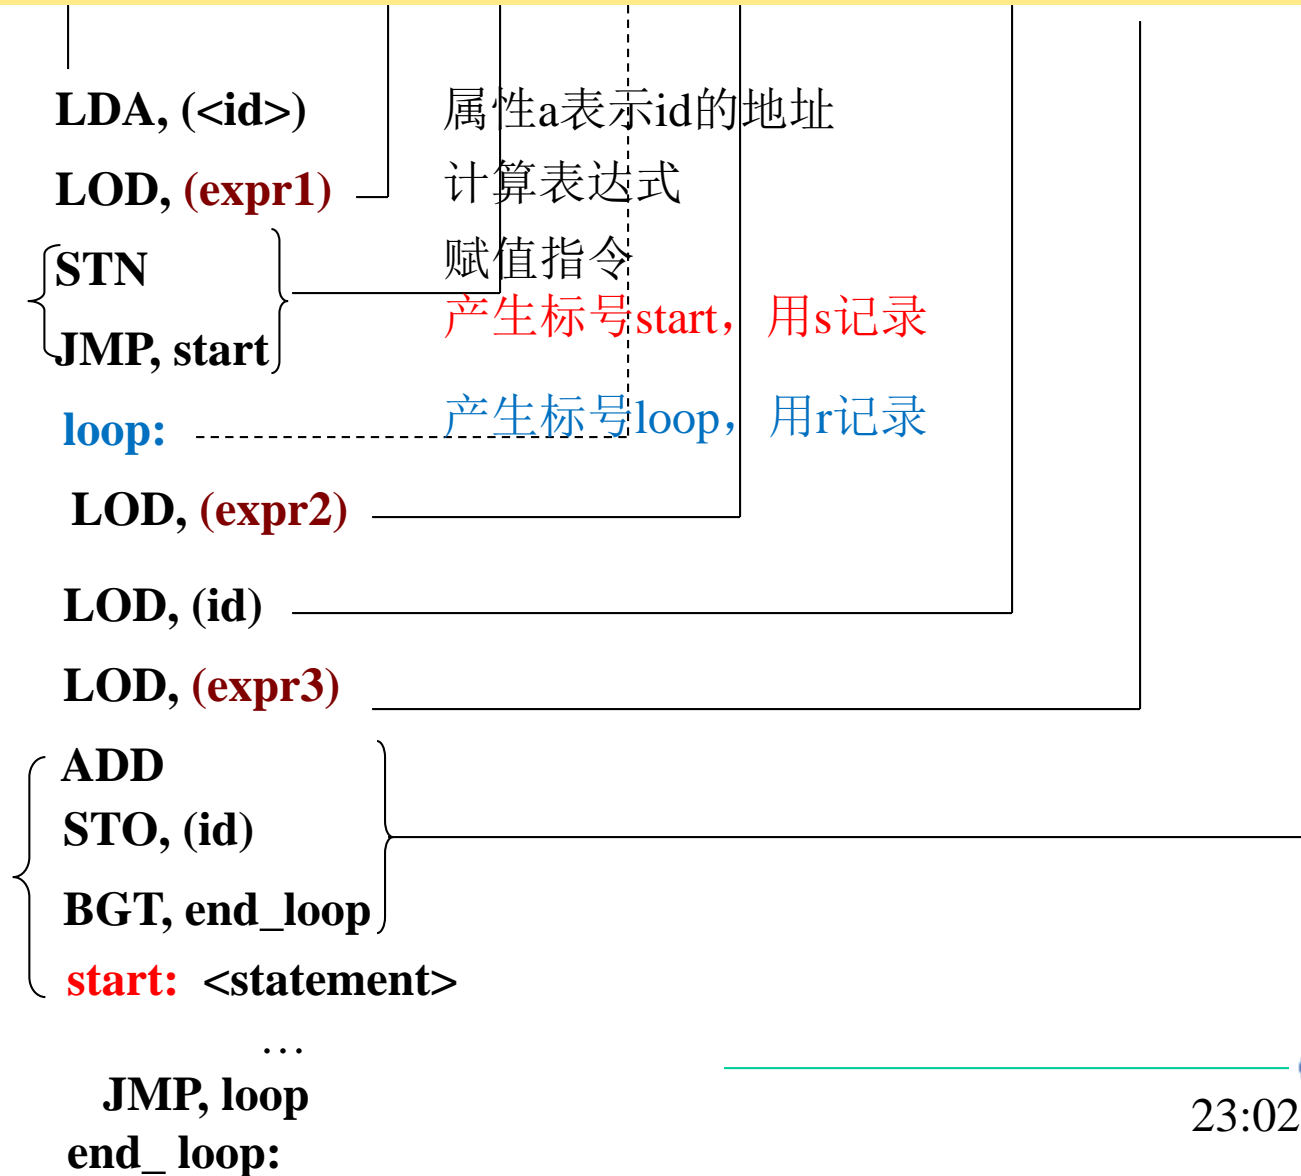 LDA, (<id>) 属性a表示id的地址
LOD, (expr1) 计算表达式
STN 赋值指令
产生标号start，用s记录
JMP, start
loop: 产生标号loop，用r记录
LOD, (expr2)
LOD, (id)
LOD, (expr3)
ADD
STO, (id)
BGT, end_loop
start: <statement>
…
JMP, loop
23:02
end_ loop: